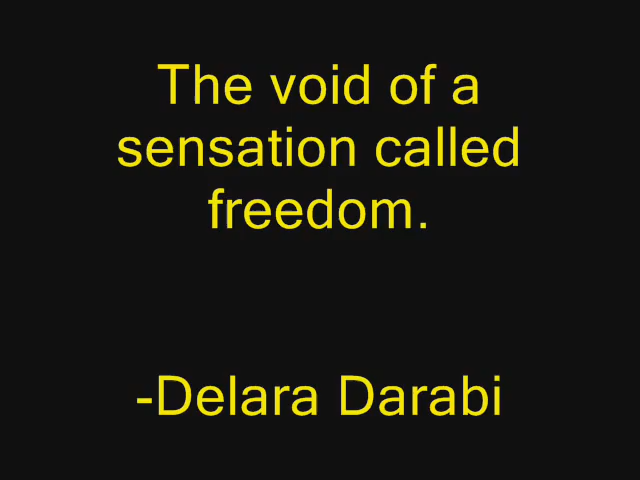 The void of a
sensation called
freedom.
-Delara Darabi